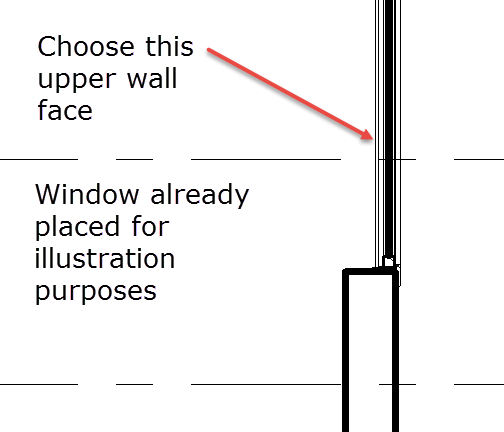 Choose this
upper wall
face
Window already
placed for
illustration
purposes